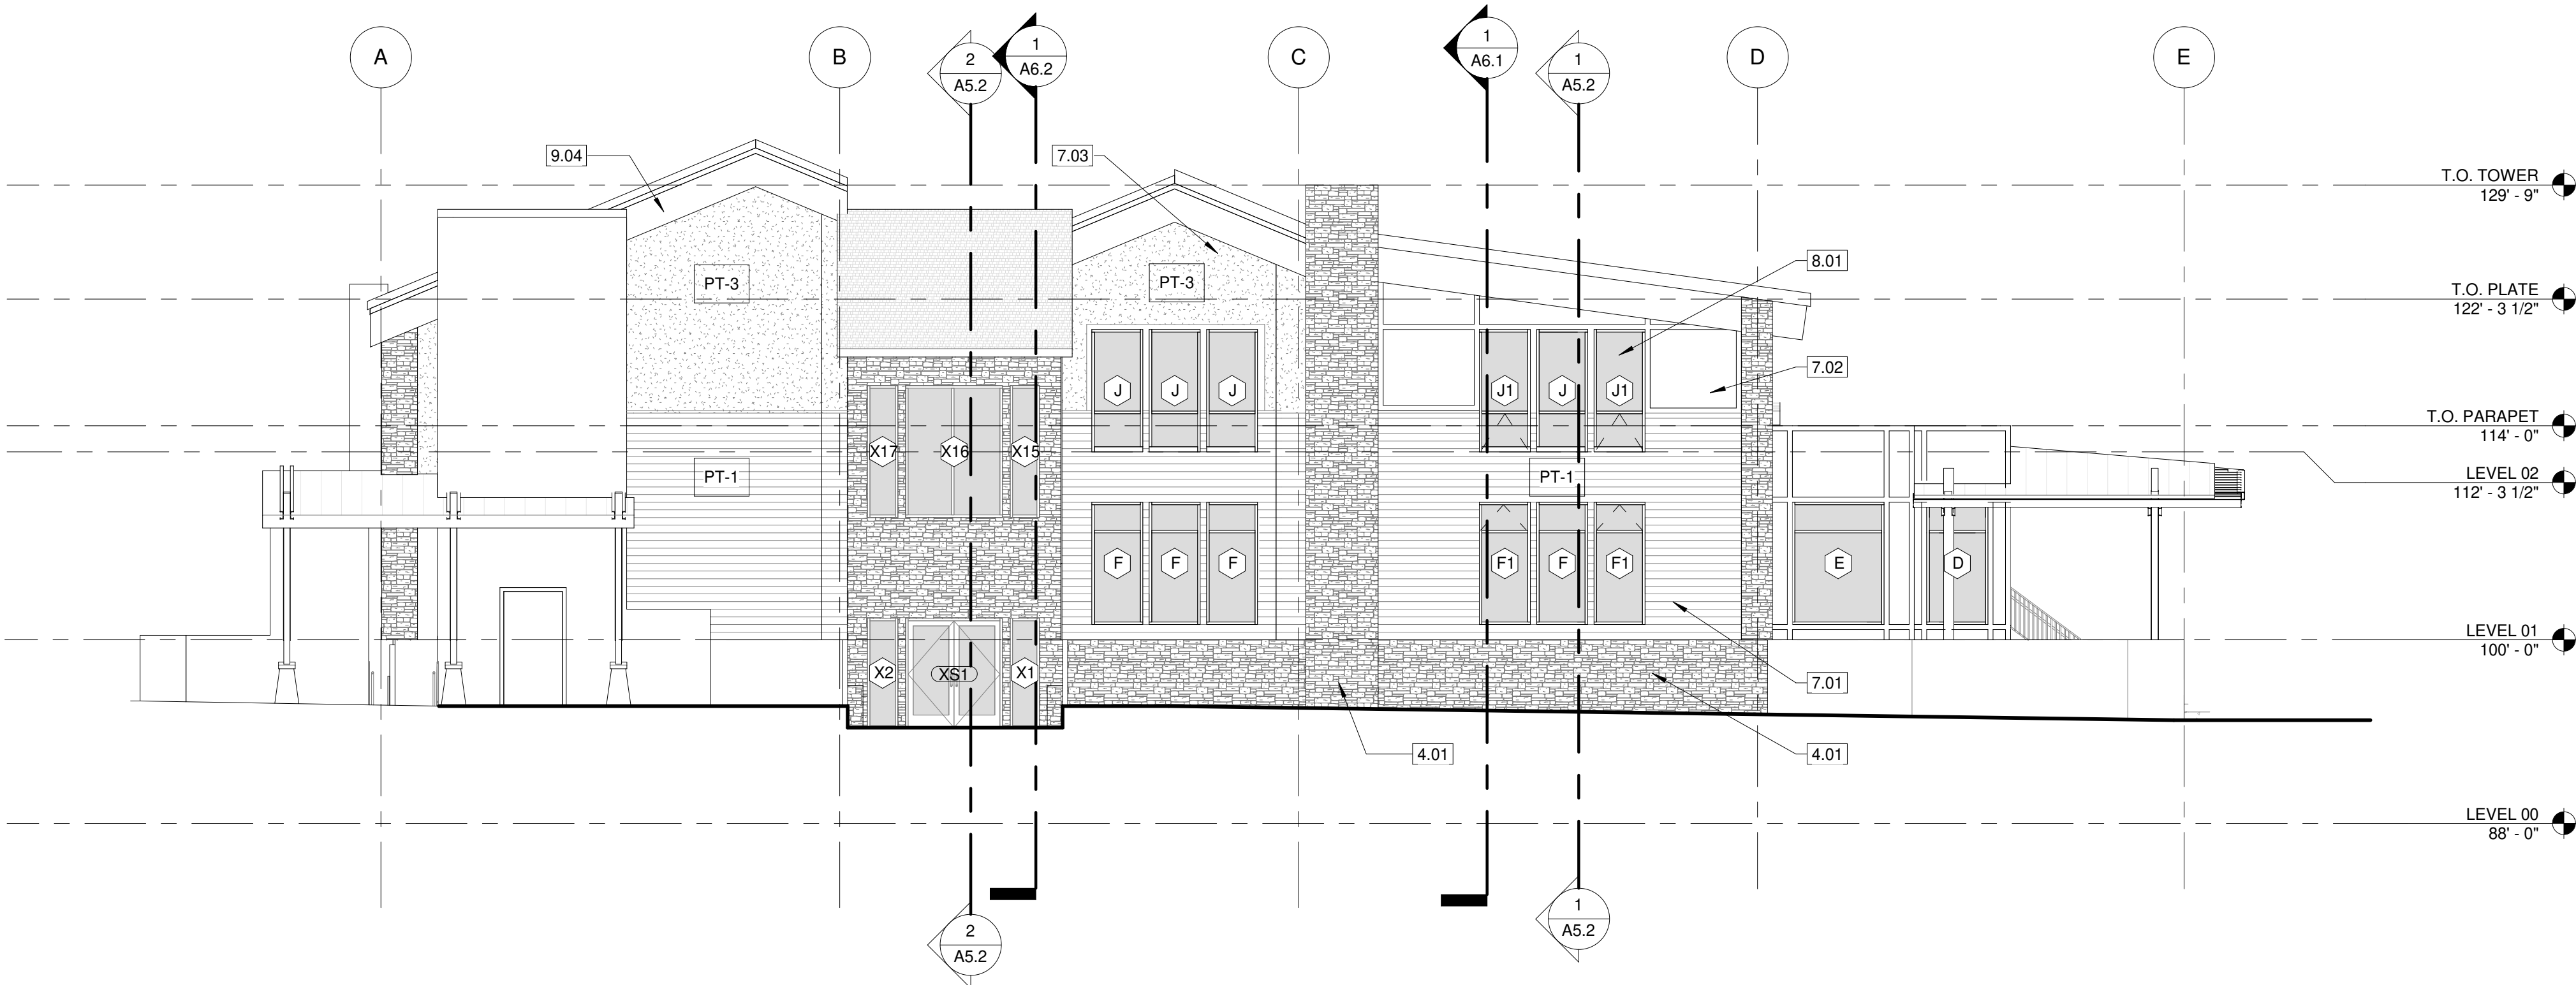 A
B
2
A5.2
1
A6.2
C
1
A6.1
1
A5.2
D
E
9.04
7.03
T.O. TOWER
129' - 9"
8.01
PT-3
PT-3
T.O. PLATE
122' - 3 1/2"
7.02
J
J
J
J1
J
J1
T.O. PARAPET
114' - 0"
X17
X16
X15
PT-1
PT-1
LEVEL 02
112' - 3 1/2"
F
F
F
F1
F
F1
E
D
LEVEL 01
100' - 0"
X2
XS1
X1
7.01
4.01
4.01
LEVEL 00
88' - 0"
2
A5.2
1
A5.2